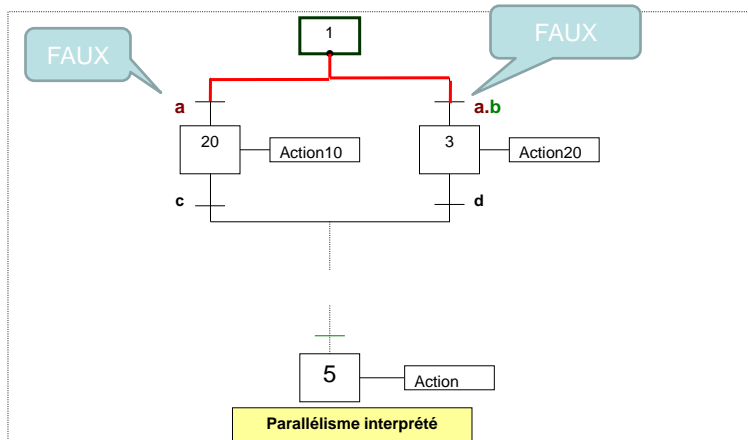 1
FAUX
FAUX
a
a.b
20
Action10
3
Action20
c
d
5
Action
Parallélisme interprété